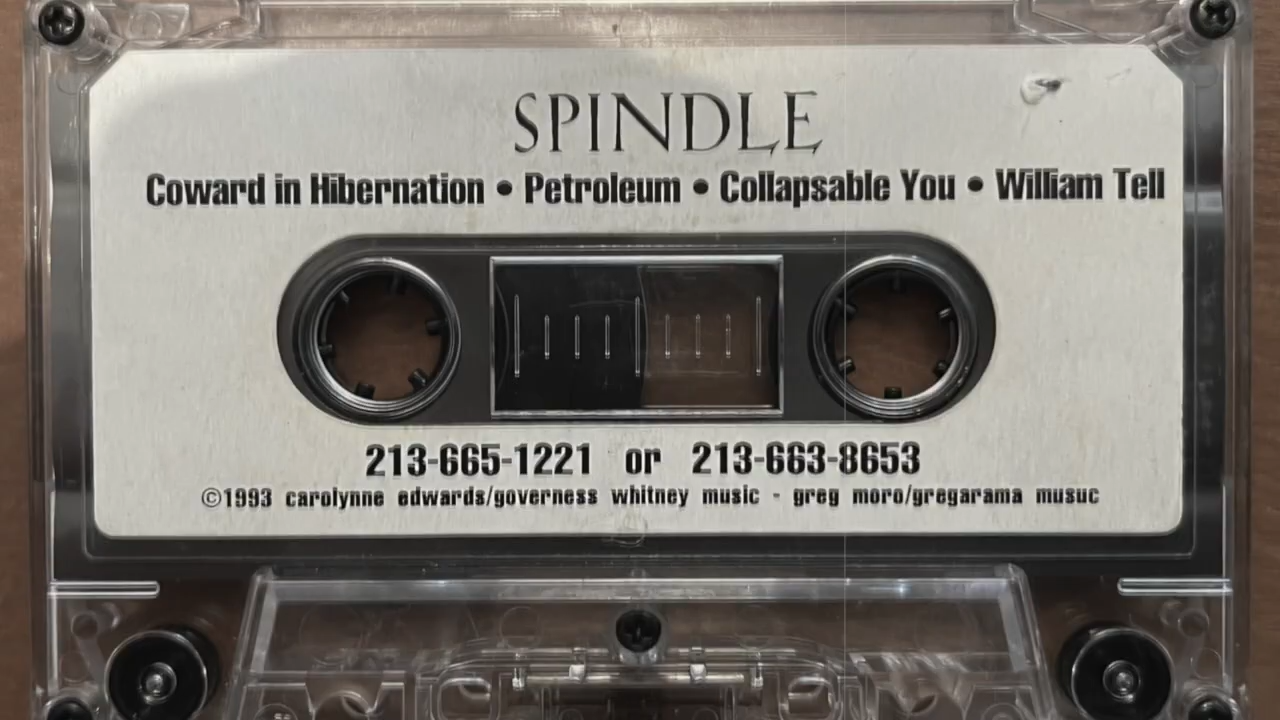 SPINDLE
Coward in Hibernation • Petroleum • Collapsable You • William Tell
213-665-1221 or 213-663-8653
©1993 carolynne edwards/governess whitney music - greg moro/gregarama musuc